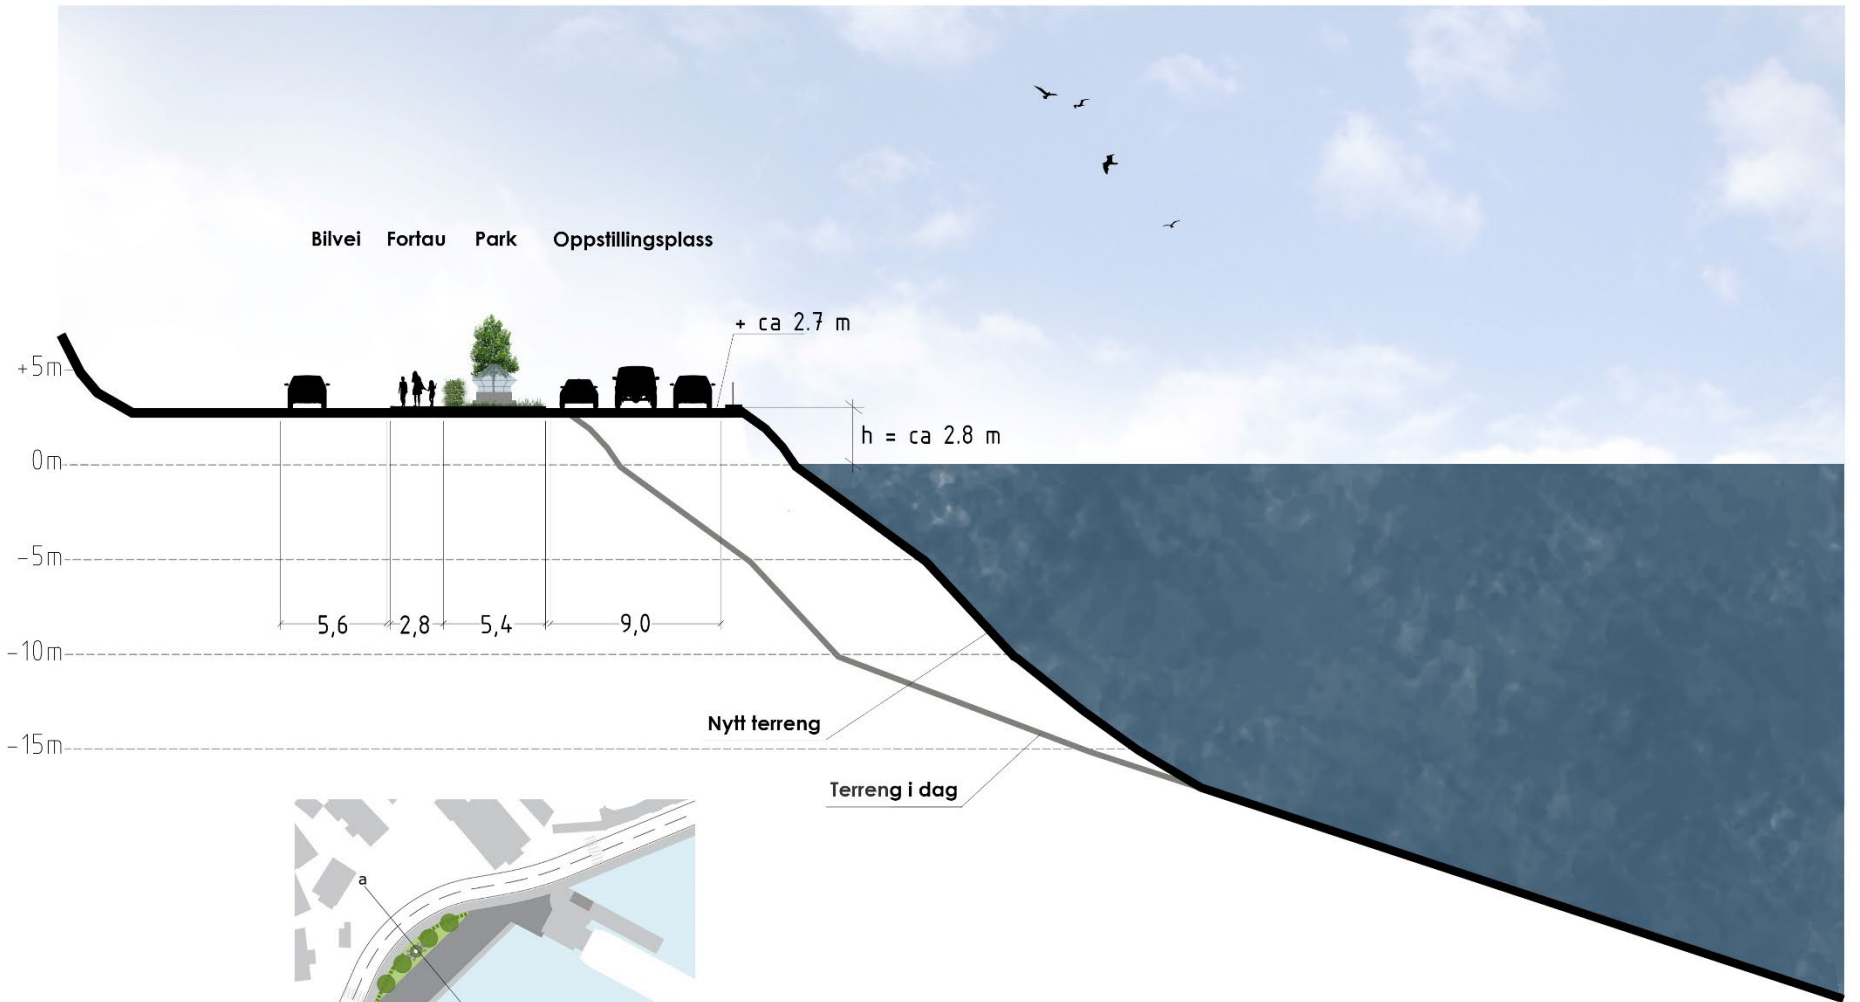 Bilvei Fortau Park Oppstillingsplass
+ ca 2.7 m
+5m
h = ca 2.8 m
0m
-5m
5,6 2,8 5,4 9,0
-10m
Nytt terreng
-15m
Terreng i dag
a